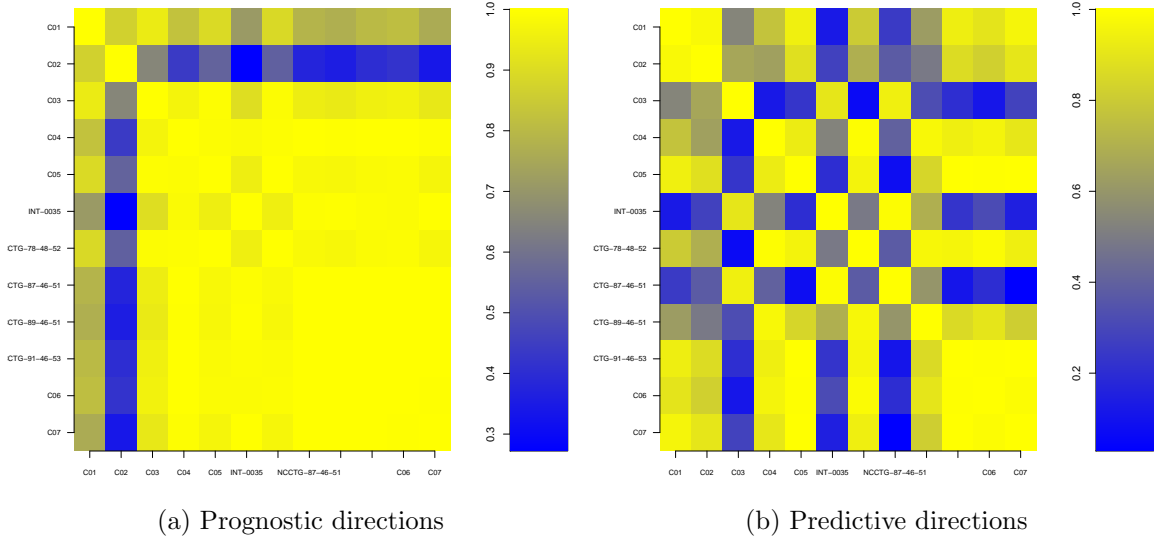 C01
C02
C03
C04
C05
INT−0035
CTG−78−48−52
CTG−87−46−51
CTG−89−46−51
CTG−91−46−53
C06
C07
C01 C02 C03 C04 C05 INT−0035 NCCTG−87−46−51 C06 C07
1.0
0.9
0.8
0.7
0.6
0.5
0.4
0.3
(a) Prognostic directions
C01
C02
C03
C04
C05
INT−0035
CTG−78−48−52
CTG−87−46−51
CTG−89−46−51
CTG−91−46−53
C06
C07
C01 C02 C03 C04 C05 INT−0035 NCCTG−87−46−51 C06 C07
1.0
0.8
0.6
0.4
0.2
(b) Predictive directions